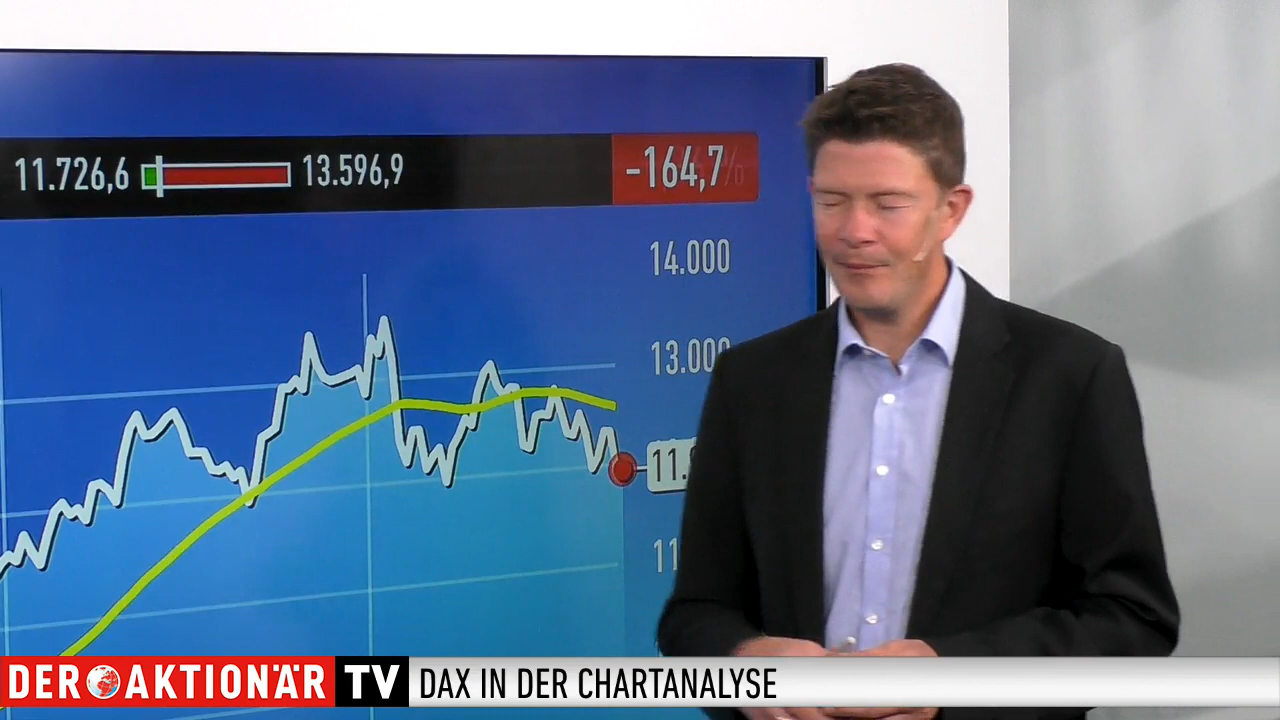 11.726,6 13.596,9 -164,7
14.000
13.000
DER AKTIONÄR TV DAX IN DER CHARTANALYSE